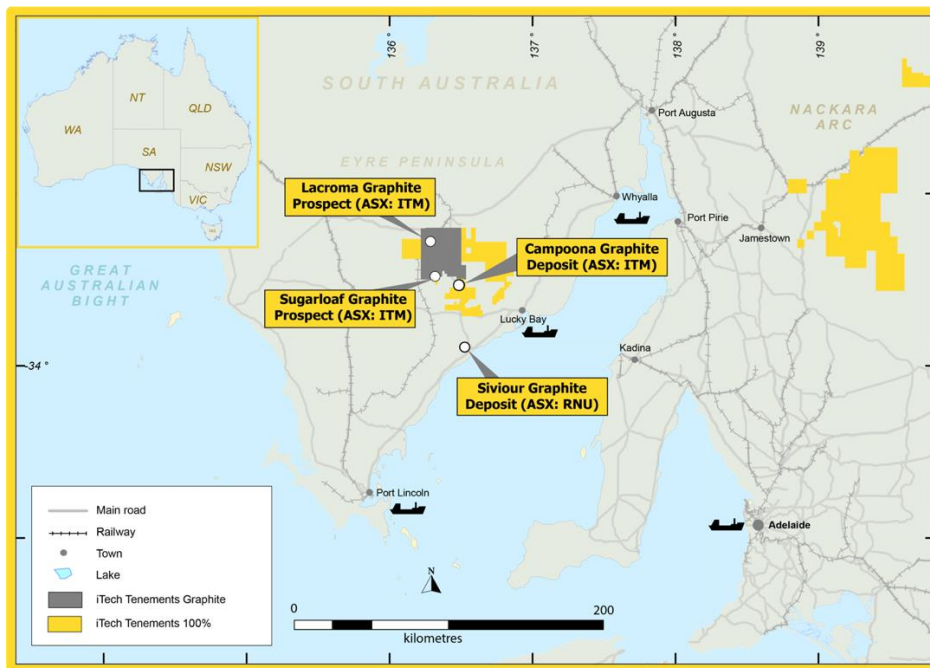 136 °
137 °
138 °
139 °
NT
QLD
WA
SA
NSW
VIC
SOUTH AUSTRALIA
NACKARA
ARC
Port Augusta
EYRE PENINSULA
Lacroma Graphite
Prospect (ASX: ITM)
Whyalla
Port Pirie
Jamestown
Campoona Graphite
Deposit (ASX: ITM)
GREAT
AUSTRALIAN
BIGHT
Sugarloaf Graphite
Prospect (ASX: ITM)
Lucky Bay
Kadina
-34 °
Siviour Graphite
Deposit (ASX: RNU)
Port Lincoln
Adelaide
Main road
Railway
Town
Lake
iTech Tenements Graphite
iTech Tenements 100%
N
0
200
kilometres